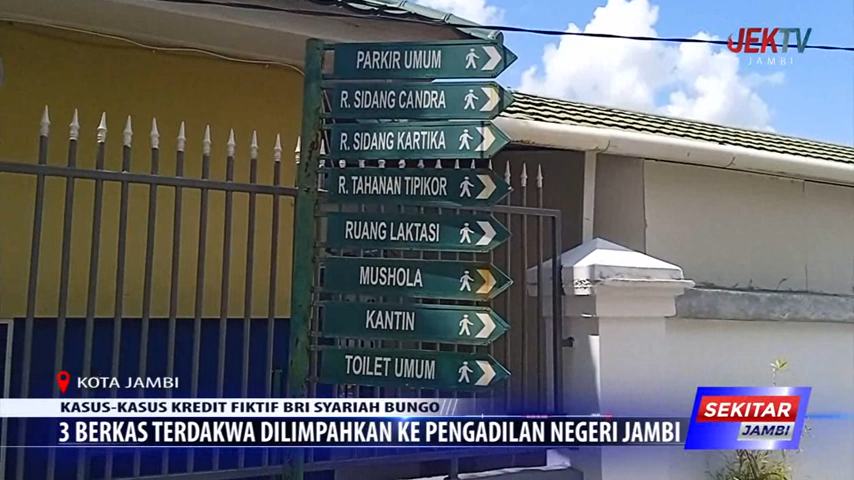 JEKTV
JAMBI
PARKIR UMUM
R. SIDANG CANDRA
R. SIDANG KARTIKA
R. TAHANAN TIPIKOR
RUANG LAKTASI
MUSHOLA
KANTIN
TOILET UMUM
KOTA JAMBI
KASUS-KASUS KREDIT FIKTIF BRI SYARIAH BUNGO
3 BERKAS TERDAKWA DILIMPAHKAN KE PENGADILAN NEGERI JAMBI
SEKITAR
JAMBI